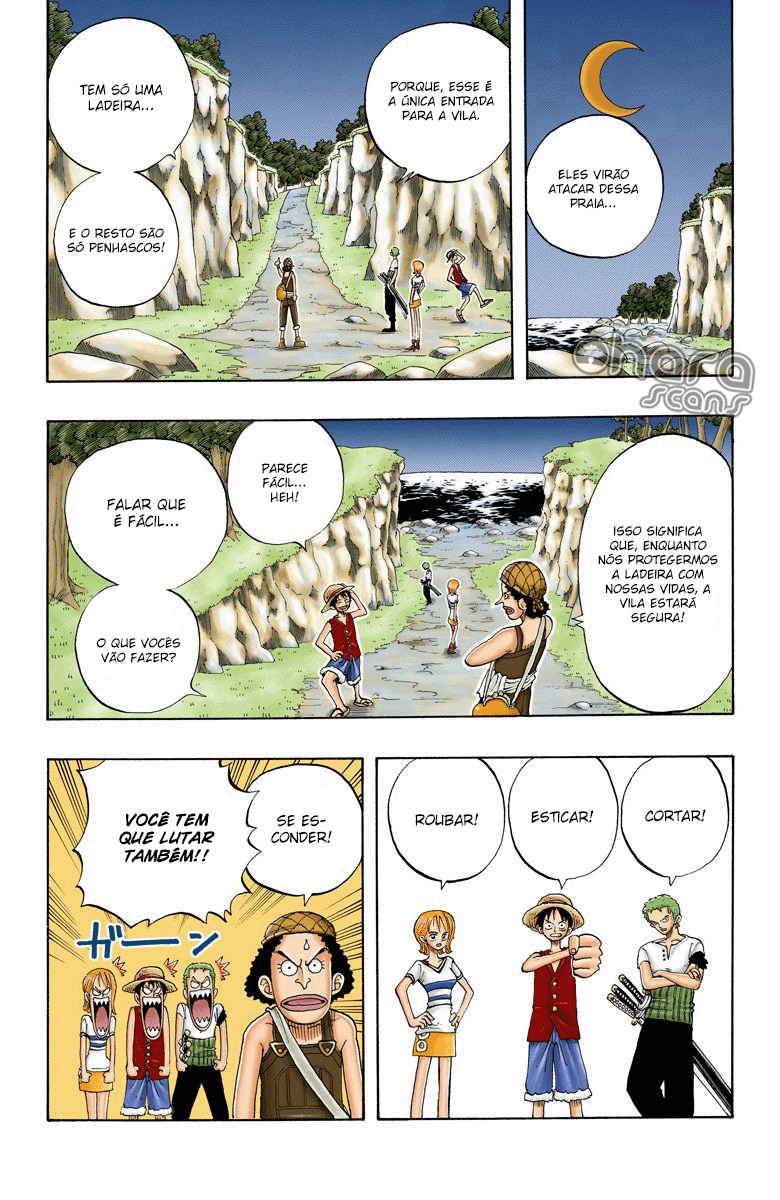 ELES VIRÃO
ATACAR DESSA
PRAIA...
PORQUE, ESSE É
A ÚNICA ENTRADA
PARA A VILA.
TEM SÓ UMA
LADEIRA...
E O RESTO SÃO
SÓ PENHASCOS!
Ohara
scans
ISSO SIGNIFICA
QUE, ENQUANTO
NÓS PROTEGERMOS
A LADEIRA COM
NOSSAS VIDAS, A
VILA ESTARÁ
SEGURA!
PARECE
FÁCIL...
HEH!
FALAR QUE
É FÁCIL...
O QUE VOCÊS
VÃO FAZER?
CORTAR!
ESTICAR!
ROUBAR!
SE ES-
CONDER!
VOCÊ TEM
QUE LUTAR
TAMBÉM!!
ガーン